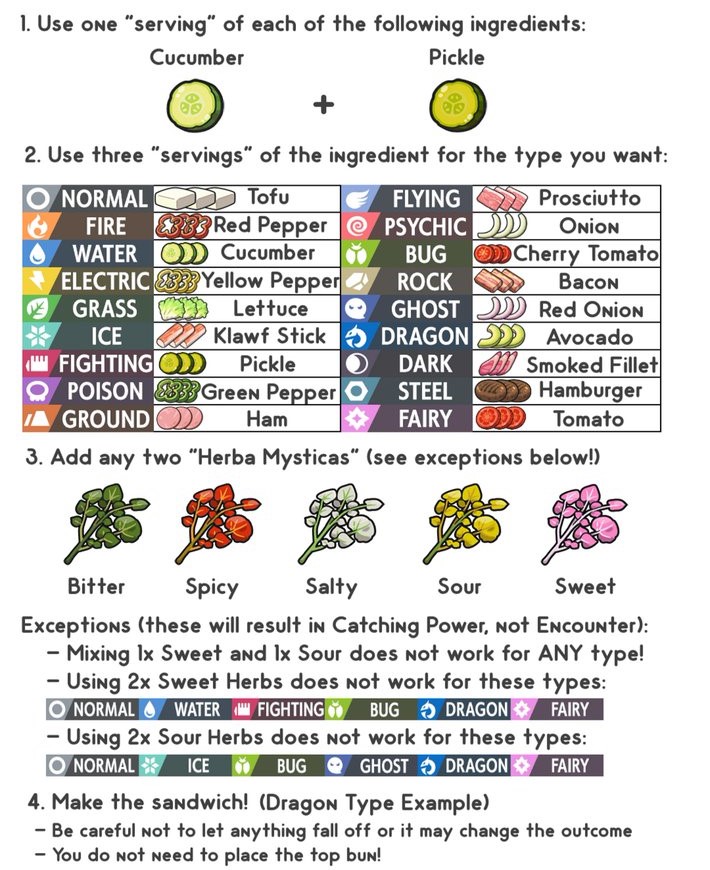 1. Use one "serving" of each of the following ingredients:
Cucumber Pickle
+
2. Use three "servings" of the ingredient for the type you want:
NORMAL Tofu FLYING Prosciutto
FIRE Red Pepper PSYCHIC Onion
WATER Cucumber BUG Cherry Tomato
ELECTRIC Yellow Pepper ROCK Bacon
GRASS Lettuce GHOST Red Onion
ICE Klawf Stick DRAGON Avocado
FIGHTING Pickle DARK Smoked Fillet
POISON Green Pepper STEEL Hamburger
GROUND Ham FAIRY Tomato
3. Add any two "Herba Mysticas" (see exceptions below!)
Bitter Spicy Salty Sour Sweet
Exceptions (these will result in Catching Power, not Encounter):
- Mixing 1x Sweet and 1x Sour does not work for ANY type!
- Using 2x Sweet Herbs does not work for these types:
NORMAL WATER FIGHTING BUG DRAGON FAIRY
- Using 2x Sour Herbs does not work for these types:
NORMAL ICE BUG GHOST DRAGON FAIRY
4. Make the sandwich! (Dragon Type Example)
- Be careful not to let anything fall off or it may change the outcome
- You do not need to place the top bun!